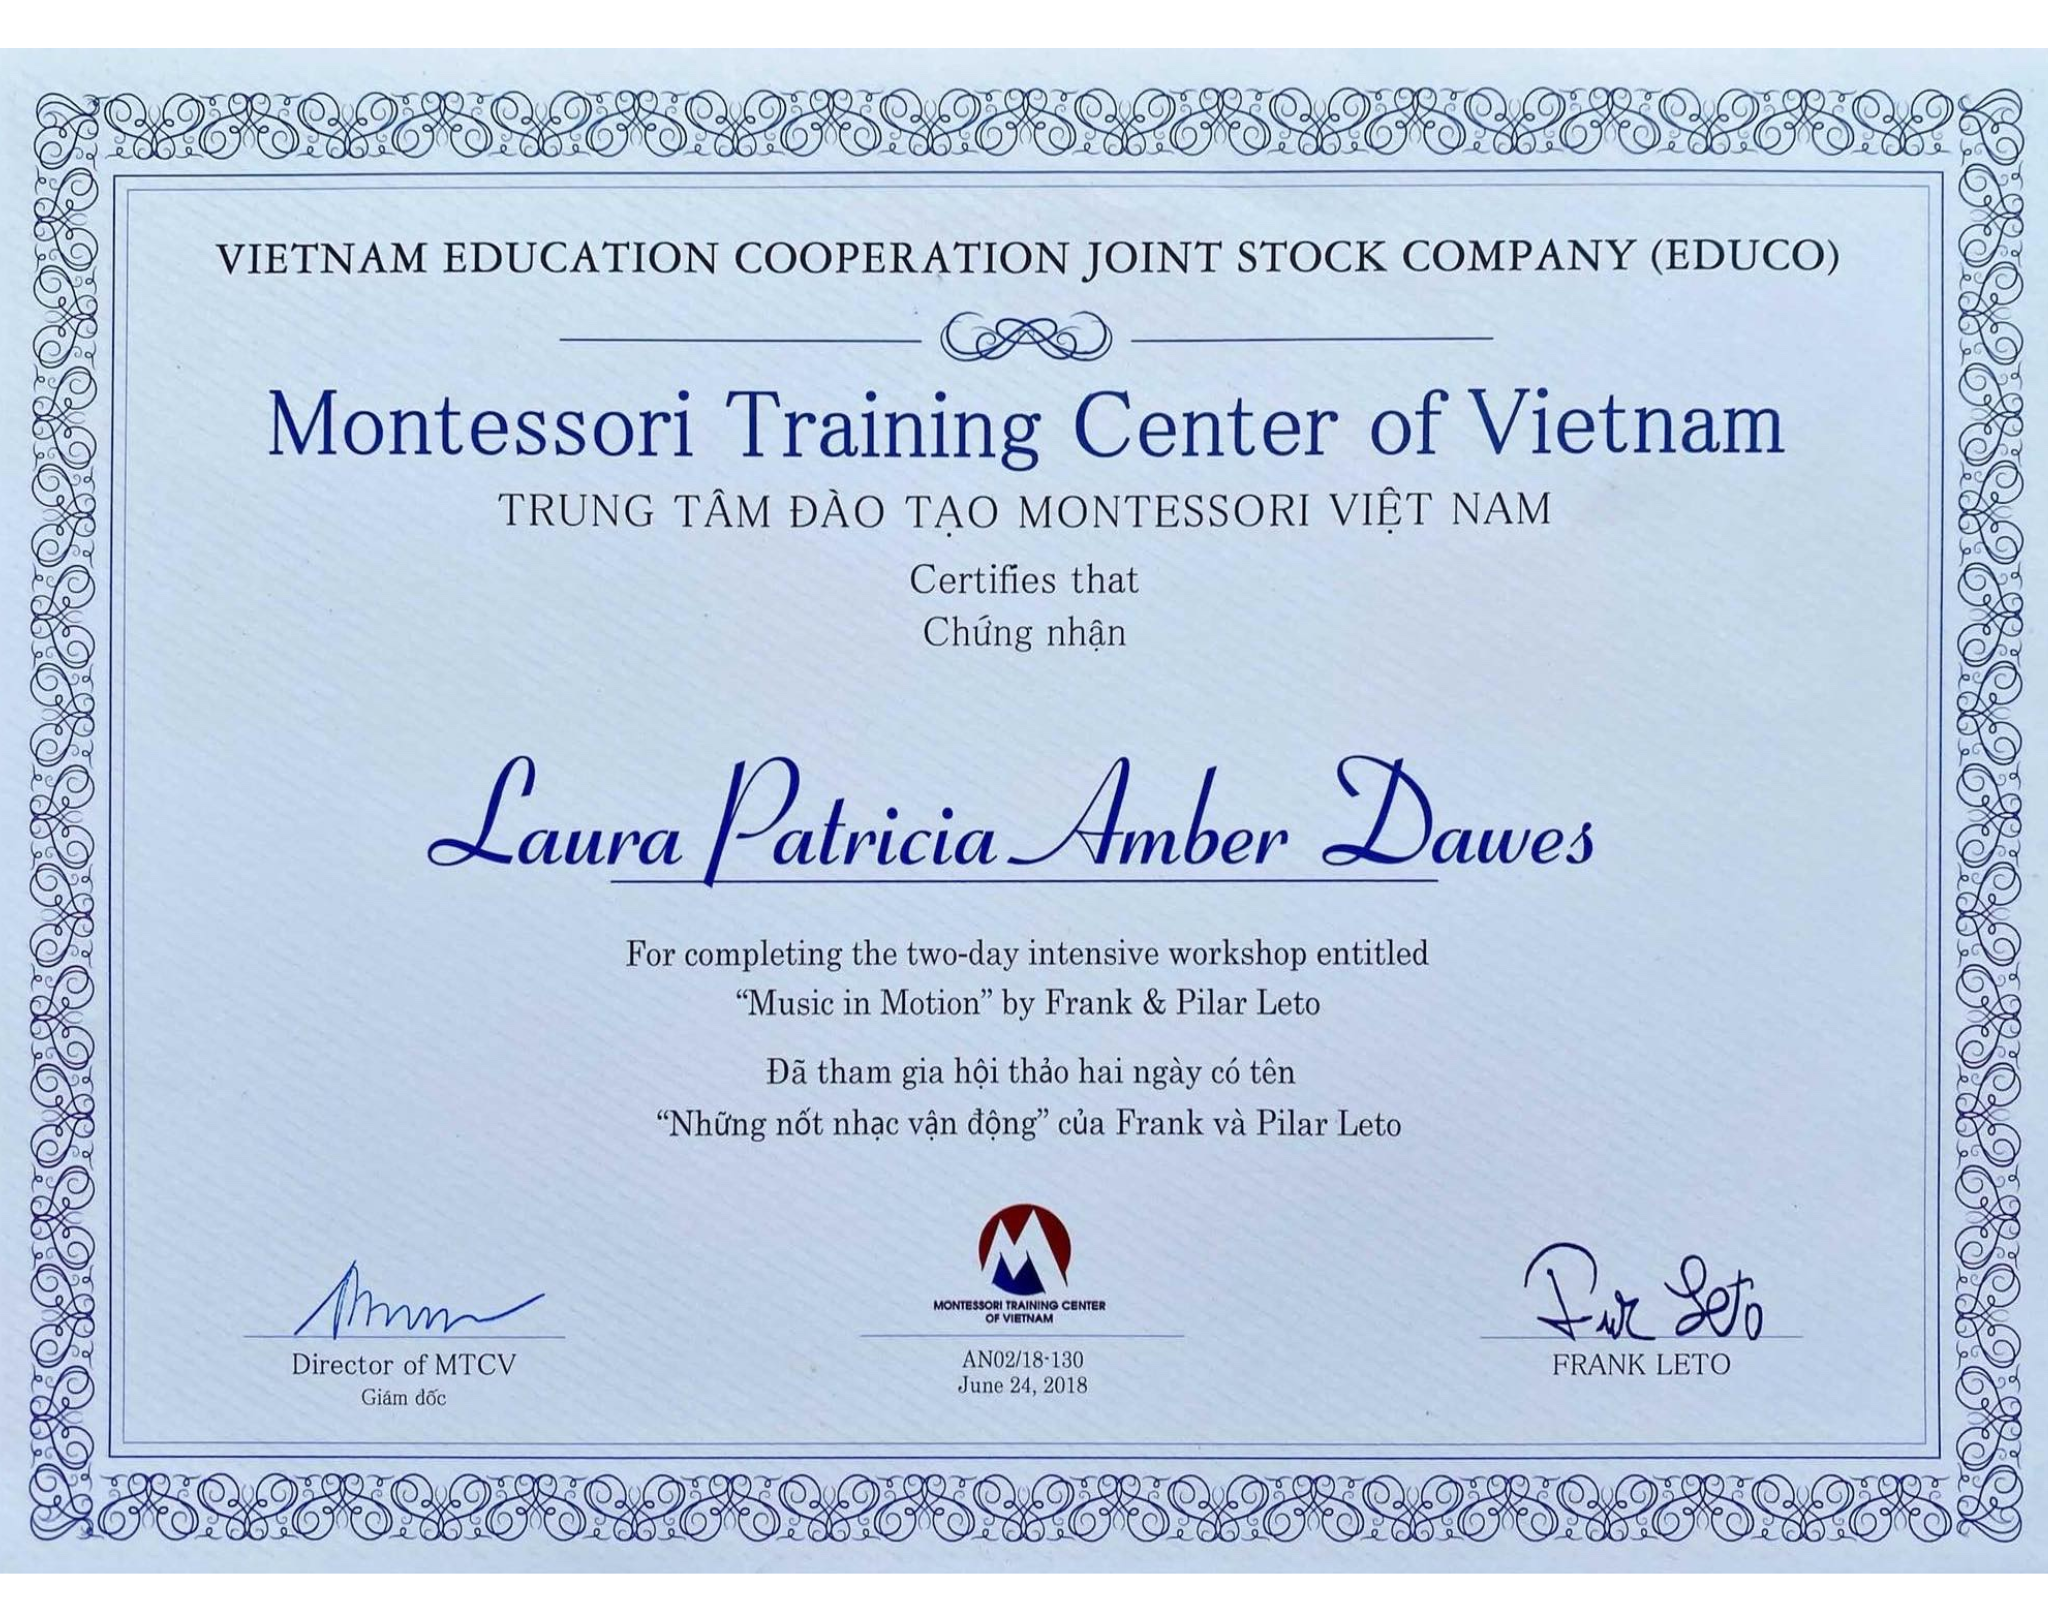 VIETNAM EDUCATION COOPERATION JOINT STOCK COMPANY (EDUCO)
Montessori Training Center of Vietnam
TRUNG TÂM ĐÀO TẠO MONTESSORI VIỆT NAM
Certifies that
Chứng nhận
Laura Patricia Amber Dawes
For completing the two-day intensive workshop entitled
“Music in Motion” by Frank & Pilar Leto
Đã tham gia hội thảo hai ngày có tên
“Những nốt nhạc vận động” của Frank và Pilar Leto
MONTESSORI TRAINING CENTER
OF VIETNAM
Director of MTCV
Giám đốc
AN02/18-130
June 24, 2018
Leto
FRANK LETO